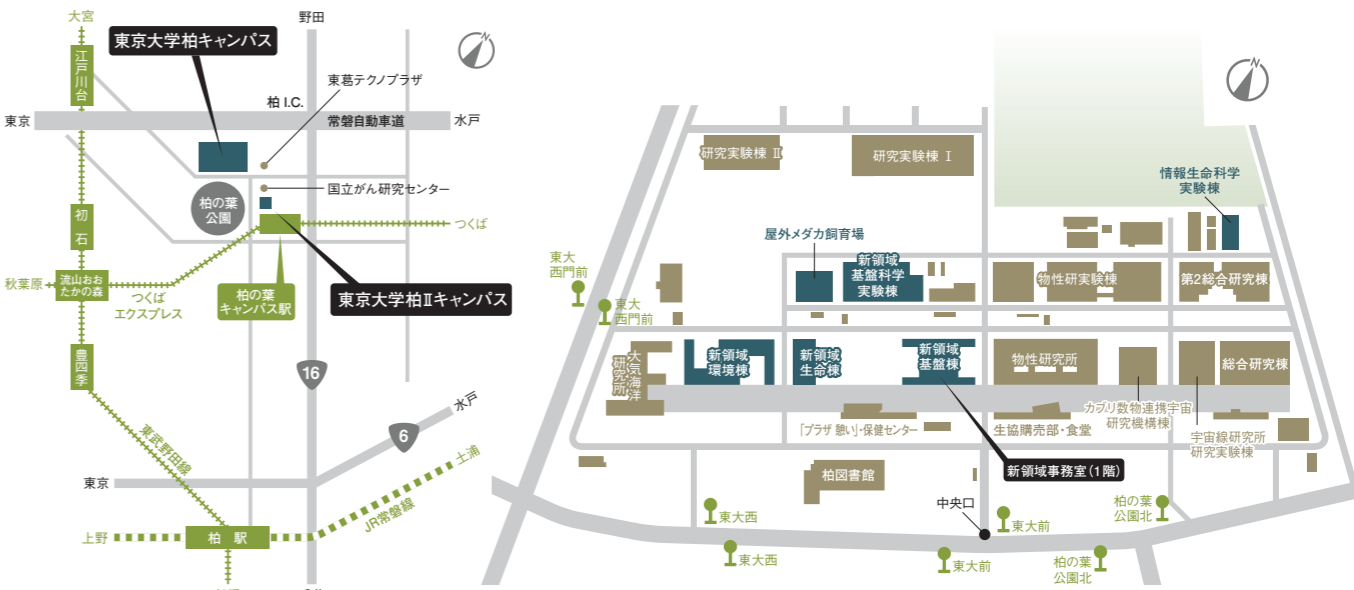 大宮
野田
東京大学柏キャンパス
江戸川台
東葛テクノプラザ
柏 I.C.
東京
常磐自動車道
水戸
国立がん研究センター
柏の葉
公園
初石
つくば
秋葉原
流山おお
たかの森
つくば
エクスプレス
柏の葉
キャンパス駅
東京大学柏Ⅱキャンパス
豊四季
16
水戸
6
東武野田線
土浦
東京
JR常磐線
上野
柏 駅
研究実験棟 Ⅱ
研究実験棟 Ⅰ
情報生命科学
実験棟
屋外メダカ飼育場
東大
西門前
新領域
基盤科学
実験棟
物性研実験棟
第2総合研究棟
東大
西門前
大気海洋
研究所
新領域
環境棟
新領域
生命棟
新領域
基盤棟
物性研究所
総合研究棟
カブリ数物連携宇宙
研究機構棟
「プラザ 憩い」・保健センター
生協購売部・食堂
宇宙線研究所
研究実験棟
柏図書館
新領域事務室(1階)
中央口
東大西
東大前
柏の葉
公園北
東大西
東大前
柏の葉
公園北